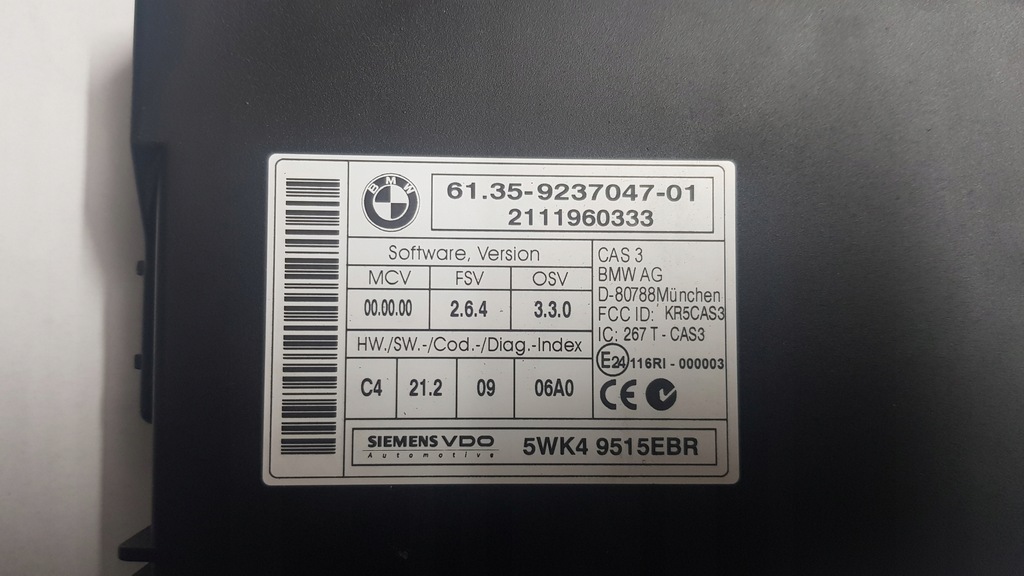 BMW
61.35-9237047-01
2111960333
Software, Version
MCV FSV OSV
00.00.00 2.6.4 3.3.0
HW./SW.-/Cod.-/Diag.-Index
C4 21.2 09 06A0
CAS 3
BMW AG
D-80788München
FCC ID: KR5CAS3
IC: 267 T - CAS3
E24 116RI - 000003
CE
SIEMENS VDO
Automotive
5WK4 9515EBR